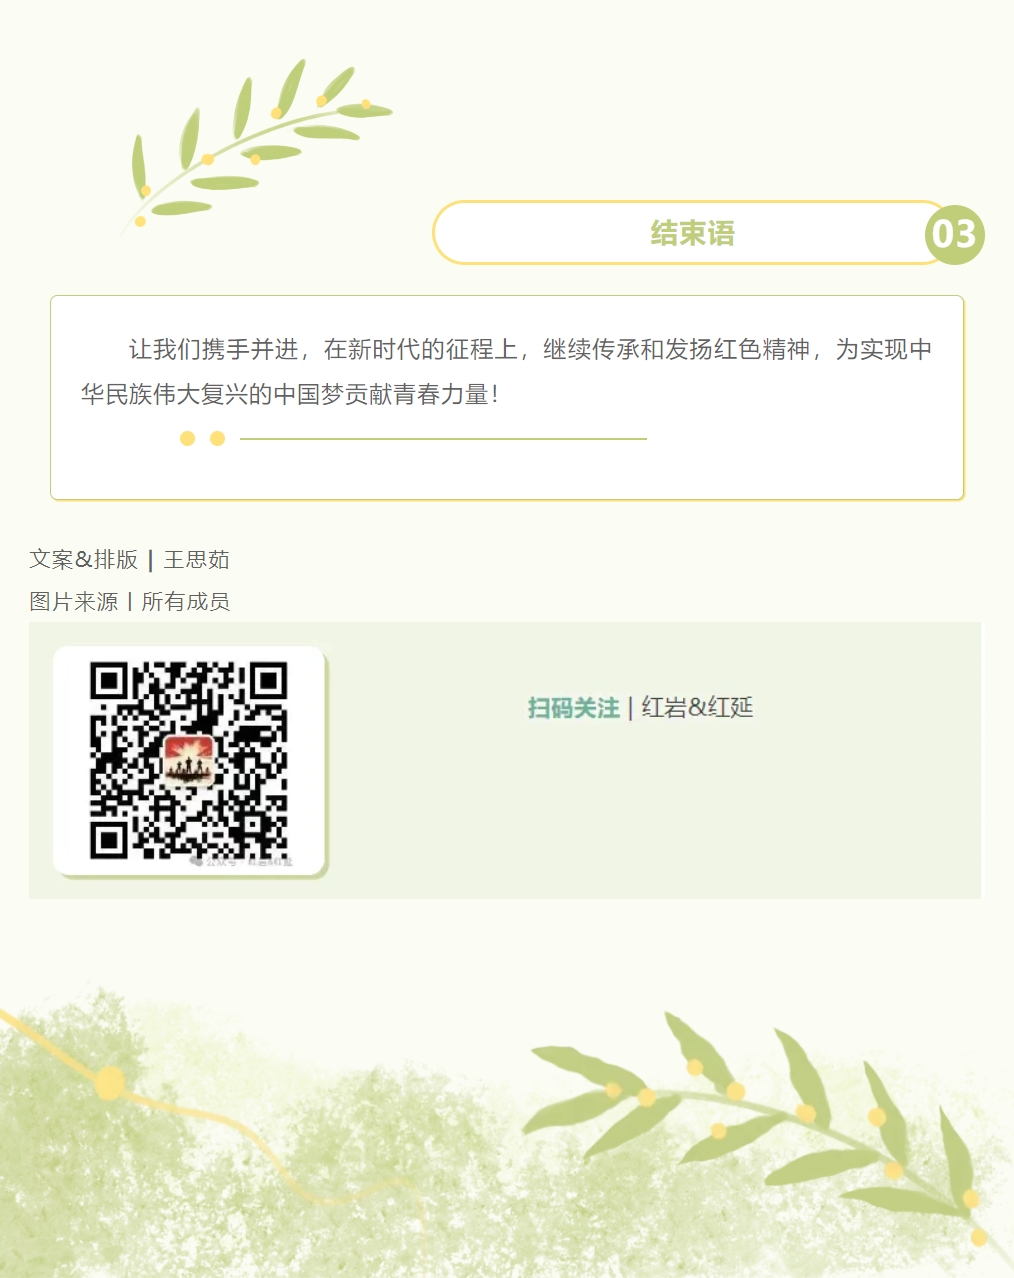 结束语
03
让我们携手并进，在新时代的征程上，继续传承和发扬红色精神，为实现中
华民族伟大复兴的中国梦贡献青春力量！
文案&排版 | 王思茹
图片来源 | 所有成员
扫码关注 | 红岩&红延
公众号